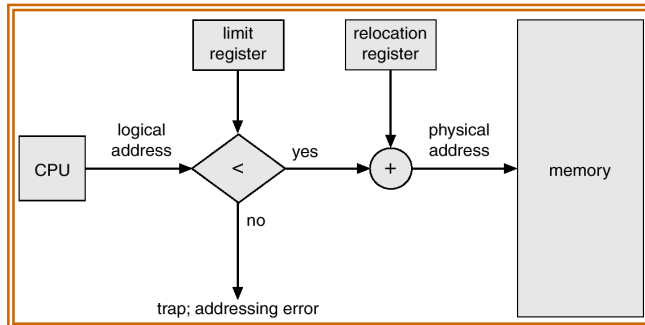 limit
register
relocation
register
logical
address
physical
address
CPU
<
yes
+
memory
no
trap; addressing error